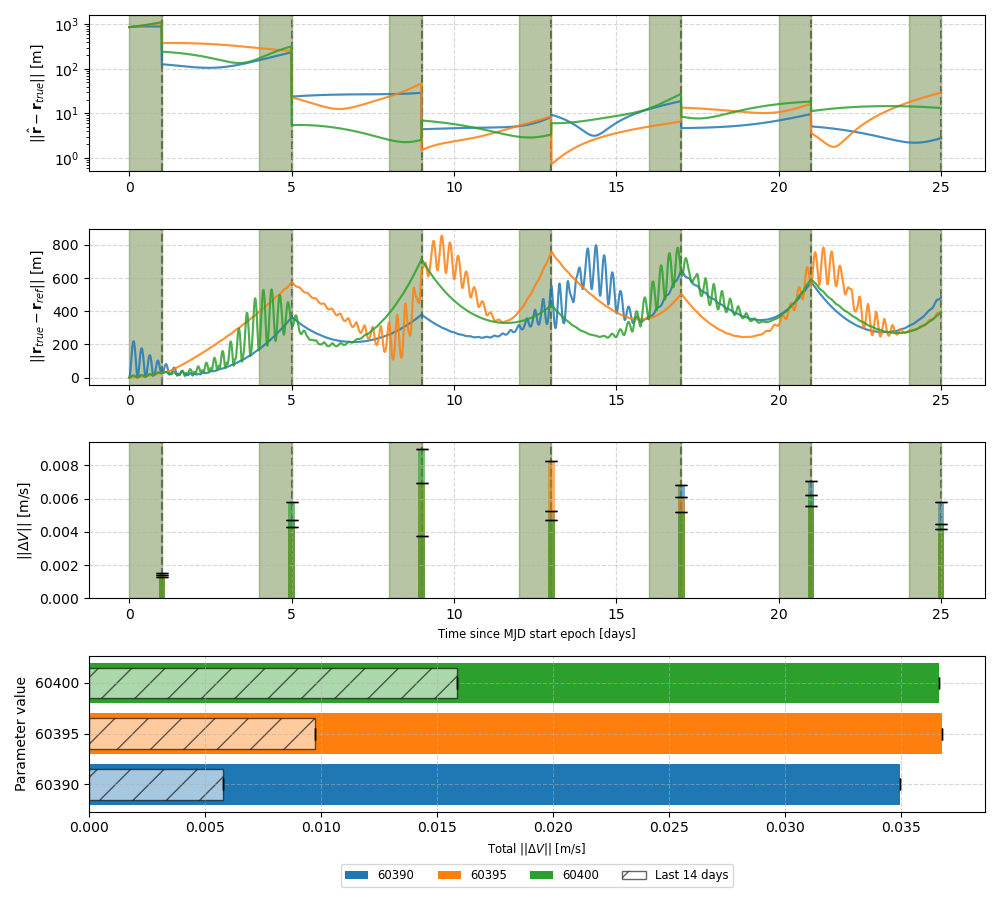 ||r̂ − r_true|| [m]
10³
10²
10¹
10⁰
0 5 10 15 20 25
||r_true − r_ref|| [m]
800
600
400
200
0
0 5 10 15 20 25
||ΔV|| [m/s]
0.008
0.006
0.004
0.002
0.000
0 5 10 15 20 25
Time since MJD start epoch [days]
Parameter value
60400
60395
60390
0.000 0.005 0.010 0.015 0.020 0.025 0.030 0.035
Total ||ΔV|| [m/s]
60390 60395 60400 Last 14 days